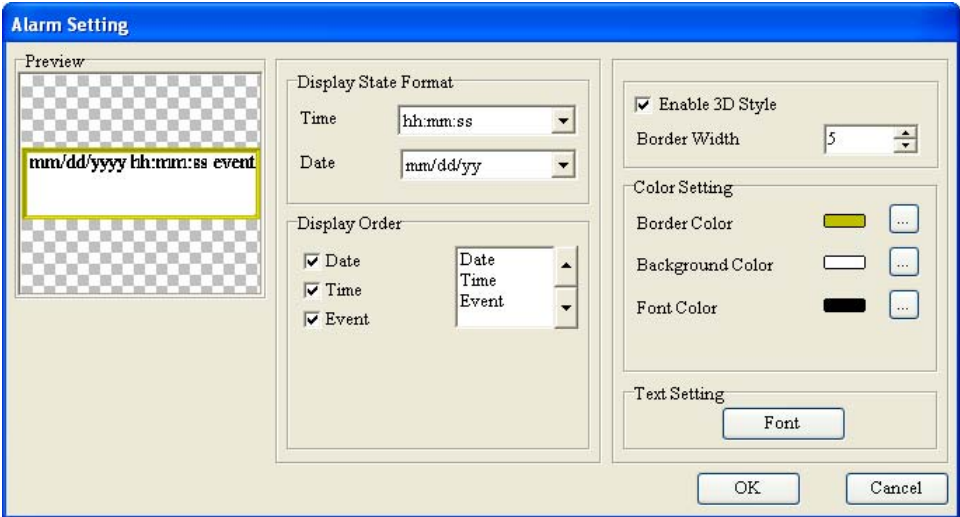 Alarm Setting
Preview
mm/dd/yyyy hh:mm:ss event
Display State Format
Time
hh:mm:ss
Date
mm/dd/yy
Display Order
Date
Time
Event
Date
Time
Event
Enable 3D Style
Border Width
5
Color Setting
Border Color
...
Background Color
...
Font Color
...
Text Setting
Font
OK
Cancel